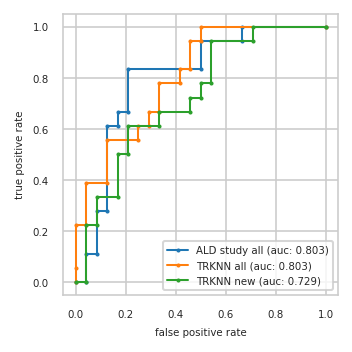 1.0
0.8
0.6
0.4
0.2
0.0
true positive rate
ALD study all (auc: 0.803)
TRKNN all (auc: 0.803)
TRKNN new (auc: 0.729)
0.0 0.2 0.4 0.6 0.8 1.0
false positive rate